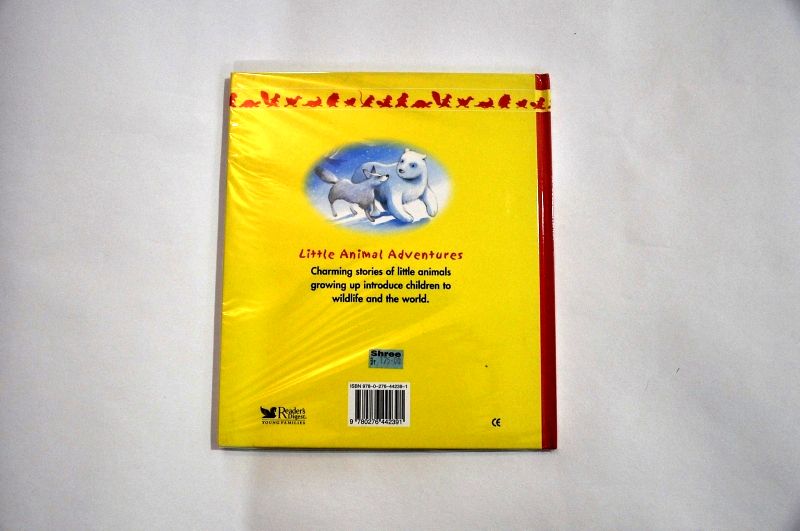 Little Animal Adventures
Charming stories of little animals
growing up introduce children to
wildlife and the world.
Shree
ISBN 978-0-276-44239-1
9 780276 442391
Reader's
Digest
YOUNG FAMILIES
CE